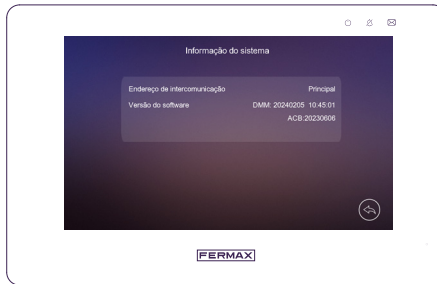 Informação do sistema
Endereço de intercomunicação Principal
Versão do software DMM: 20240205 10:45:01
ACB:20230606
FERMAX